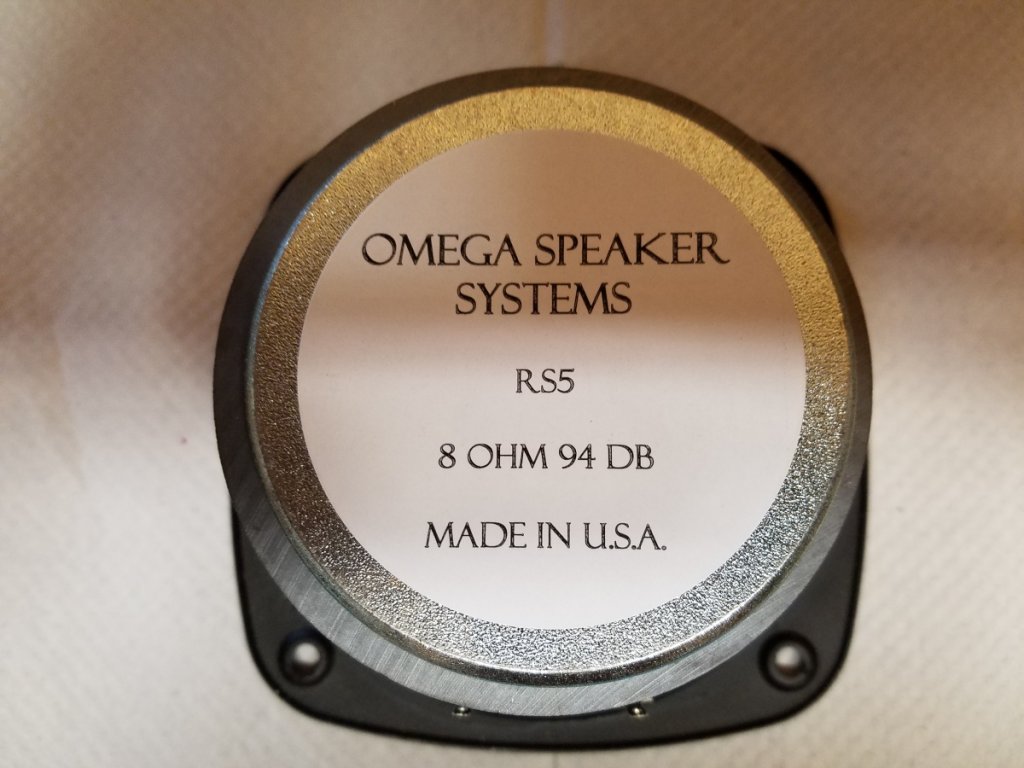 OMEGA SPEAKER
SYSTEMS
RS5
8 OHM 94 DB
MADE IN U.S.A.